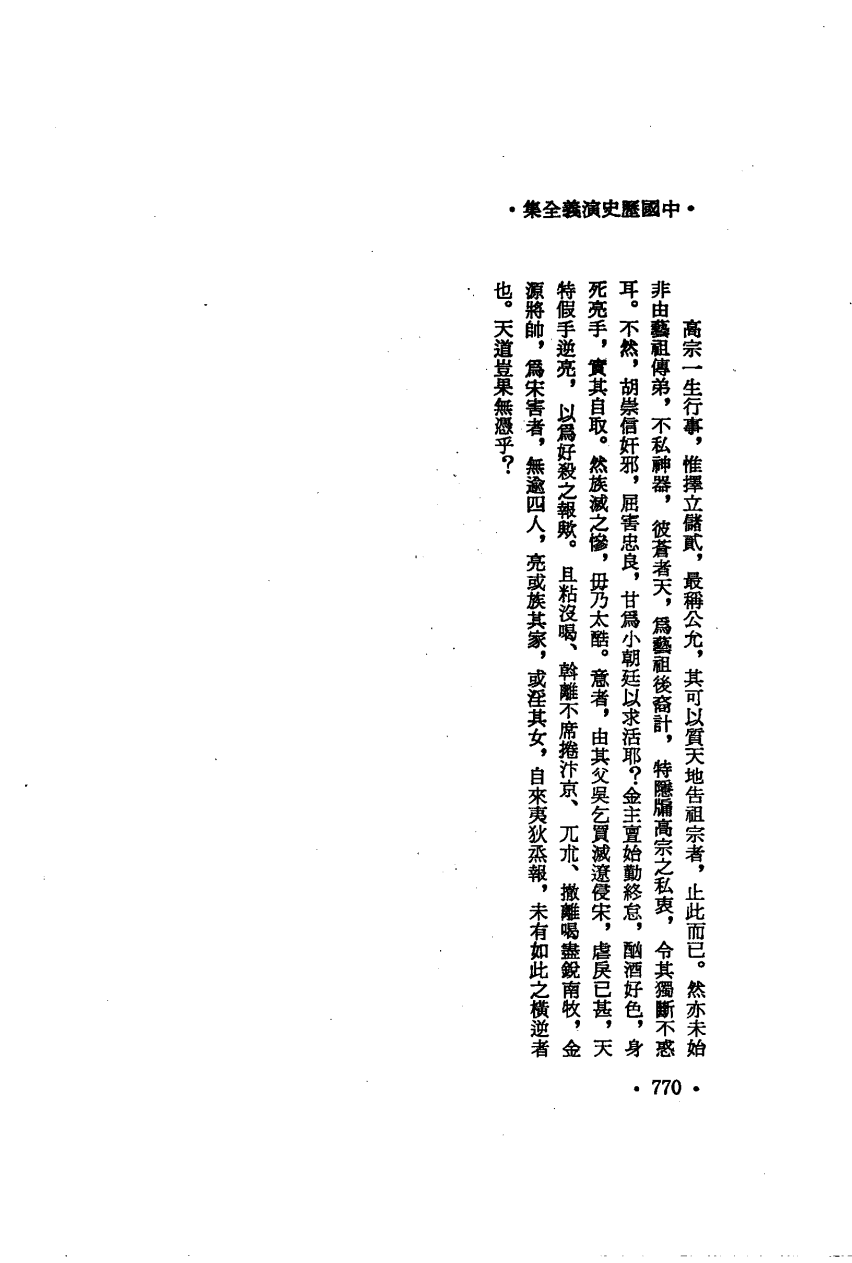 •中國歷史演義全集•
高宗一生行事，惟擇立儲貳，最稱公允，其可以質天地告祖宗者，止此而已。然亦未始
非由藝祖傳弟，不私神器，彼蒼者天，爲藝祖後裔計，特隱牖高宗之私衷，令其獨斷不惑
耳。不然，胡崇信奸邪，屈害忠良，甘爲小朝廷以求活耶？金主亶始勤終怠，酗酒好色，身
死亮手，實其自取。然族滅之慘，毋乃太酷。意者，由其父吳乞買滅遼侵宋，虐戾已甚，天
特假手逆亮，以爲好殺之報歟。且粘沒喝、斡離不席捲汴京、兀朮、撤離喝盡銳南牧，金
源將帥，爲宋害者，無逾四人，亮或族其家，或淫其女，自來夷狄烝報，未有如此之橫逆者
也。天道豈果無憑乎？
•770•